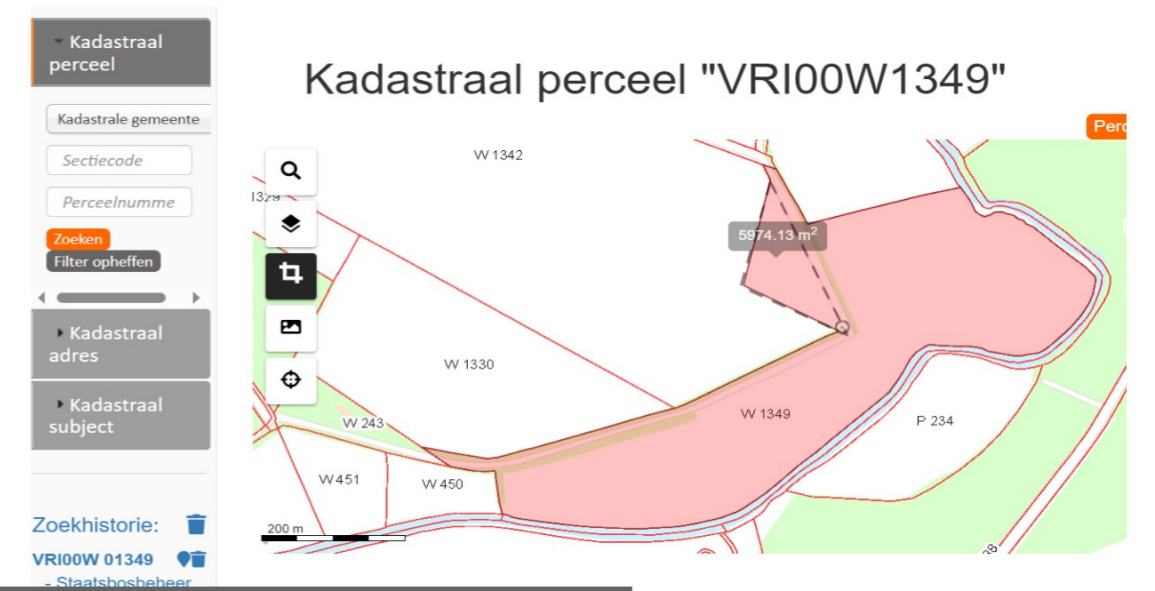 Kadastraal
perceel
Kadastrale gemeente
Sectiecode
Perceelnumme
Zoeken
Filter opheffen
Kadastraal
adres
Kadastraal
subject
Zoekhistorie:
VRI00W 01349
- Staatsbosbeheer
Kadastraal perceel "VRI00W1349"
Perc
W 1342
1329
5974.13 m²
W 1330
W 243
W 1349
P 234
W 451
W 450
200 m